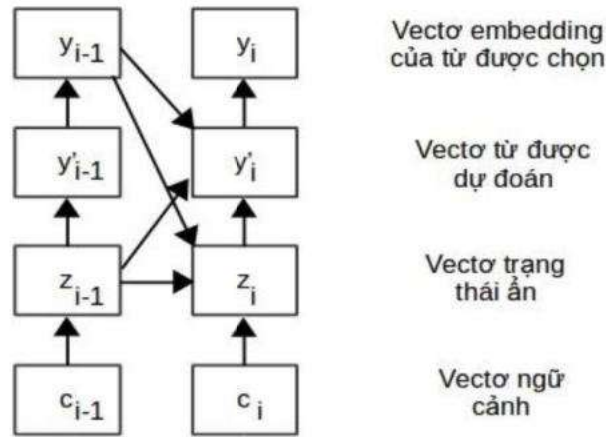 y i-1
y i
Vectơ embedding
của từ được chọn
y' i-1
y' i
Vectơ từ được
dự đoán
z i-1
z i
Vectơ trạng
thái ẩn
c i-1
c i
Vectơ ngữ
cảnh